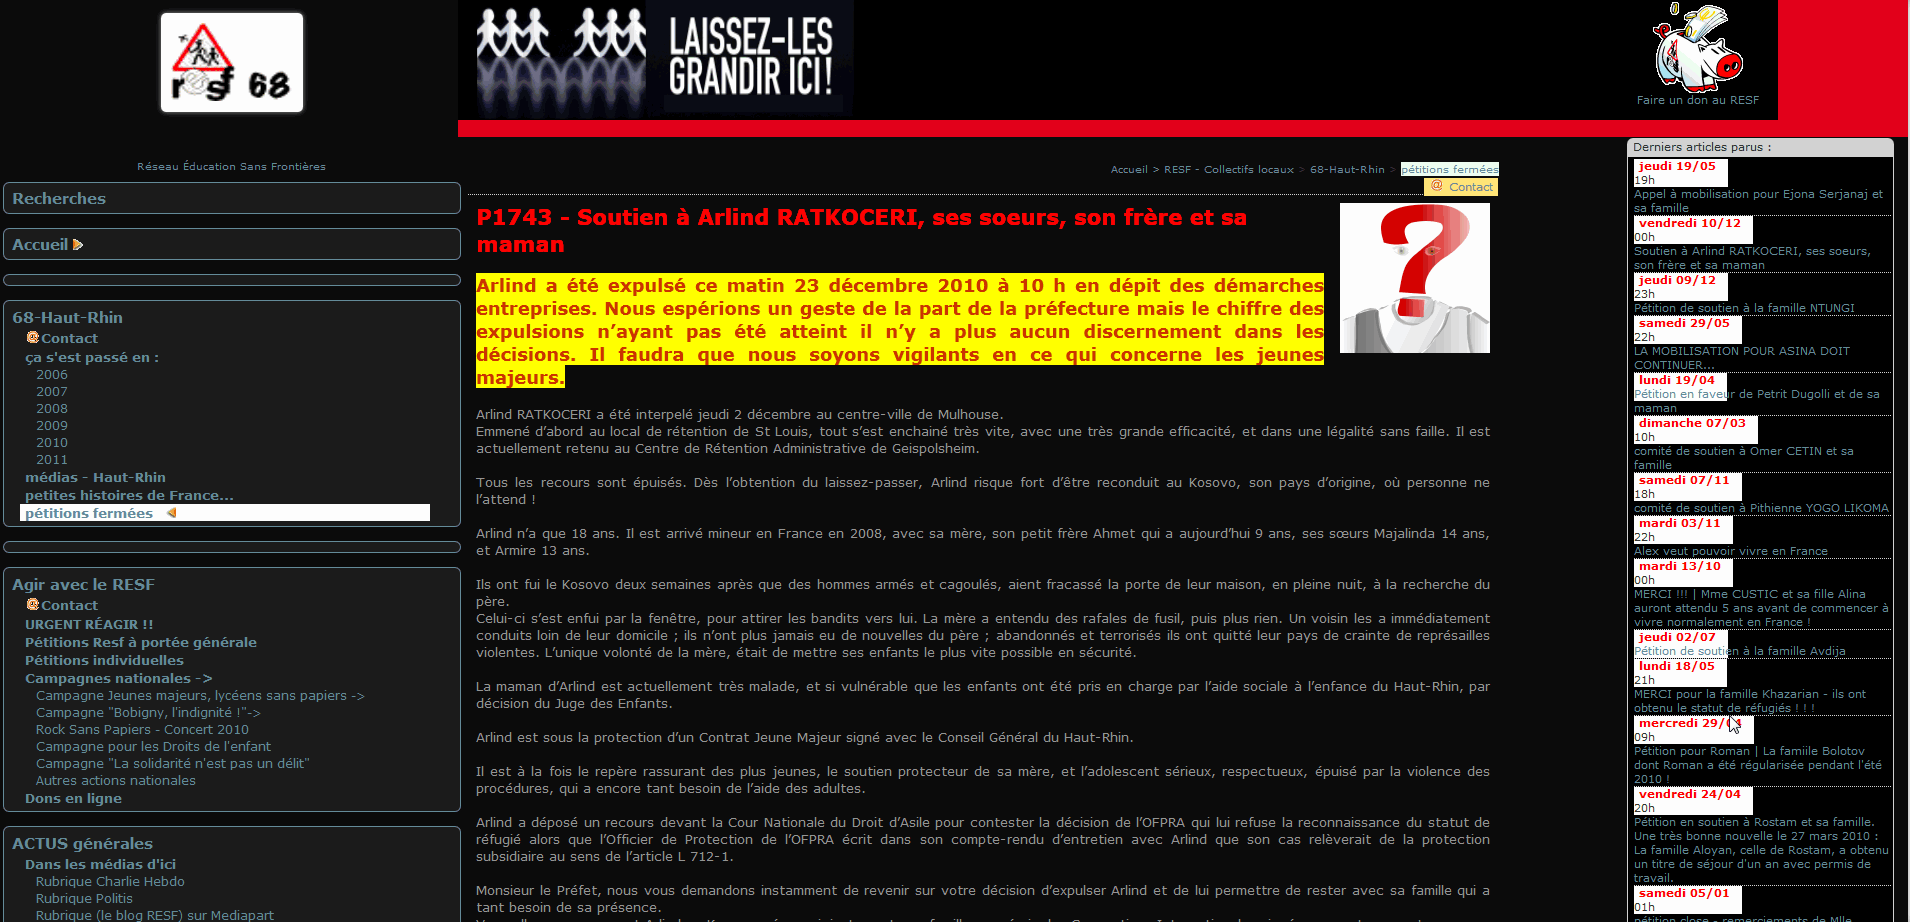 resf 68
LAISSEZ-LES
GRANDIR ICI !
Faire un don au RESF
Réseau Éducation Sans Frontières
Recherches
Accueil
68-Haut-Rhin
@Contact
ça s'est passé en :
2006
2007
2008
2009
2010
2011
médias - Haut-Rhin
petites histoires de France...
pétitions fermées
Agir avec le RESF
@Contact
URGENT RÉAGIR !!
Pétitions Resf à portée générale
Pétitions individuelles
Campagnes nationales ->
Campagne Jeunes majeurs, lycéens sans papiers ->
Campagne "Bobigny, l'indignité !"->
Rock Sans Papiers - Concert 2010
Campagne pour les Droits de l'enfant
Campagne "La solidarité n'est pas un délit"
Autres actions nationales
Dons en ligne
ACTUS générales
Dans les médias d'ici
Rubrique Charlie Hebdo
Rubrique Politis
Rubrique (le blog RESF) sur Mediapart
Accueil > RESF - Collectifs locaux > 68-Haut-Rhin > pétitions fermées
@ Contact
P1743 - Soutien à Arlind RATKOCERI, ses soeurs, son frère et sa
maman
?
Arlind a été expulsé ce matin 23 décembre 2010 à 10 h en dépit des démarches
entreprises. Nous espérions un geste de la part de la préfecture mais le chiffre des
expulsions n’ayant pas été atteint il n’y a plus aucun discernement dans les
décisions. Il faudra que nous soyons vigilants en ce qui concerne les jeunes
majeurs.
Arlind RATKOCERI a été interpelé jeudi 2 décembre au centre-ville de Mulhouse.
Emmené d’abord au local de rétention de St Louis, tout s’est enchainé très vite, avec une très grande efficacité, et dans une légalité sans faille. Il est
actuellement retenu au Centre de Rétention Administrative de Geispolsheim.
Tous les recours sont épuisés. Dès l’obtention du laissez-passer, Arlind risque fort d’être reconduit au Kosovo, son pays d’origine, où personne ne
l’attend !
Arlind n’a que 18 ans. Il est arrivé mineur en France en 2008, avec sa mère, son petit frère Ahmet qui a aujourd’hui 9 ans, ses sœurs Majalinda 14 ans,
et Armire 13 ans.
Ils ont fui le Kosovo deux semaines après que des hommes armés et cagoulés, aient fracassé la porte de leur maison, en pleine nuit, à la recherche du
père.
Celui-ci s’est enfui par la fenêtre, pour attirer les bandits vers lui. La mère a entendu des rafales de fusil, puis plus rien. Un voisin les a immédiatement
conduits loin de leur domicile ; ils n’ont plus jamais eu de nouvelles du père ; abandonnés et terrorisés ils ont quitté leur pays de crainte de représailles
violentes. L’unique volonté de la mère, était de mettre ses enfants le plus vite possible en sécurité.
La maman d’Arlind est actuellement très malade, et si vulnérable que les enfants ont été pris en charge par l’aide sociale à l’enfance du Haut-Rhin, par
décision du Juge des Enfants.
Arlind est sous la protection d’un Contrat Jeune Majeur signé avec le Conseil Général du Haut-Rhin.
Il est à la fois le repère rassurant des plus jeunes, le soutien protecteur de sa mère, et l’adolescent sérieux, respectueux, épuisé par la violence des
procédures, qui a encore tant besoin de l’aide des adultes.
Arlind a déposé un recours devant la Cour Nationale du Droit d’Asile pour contester la décision de l’OFPRA qui lui refuse la reconnaissance du statut de
réfugié alors que l’Officier de Protection de l’OFPRA écrit dans son compte-rendu d’entretien avec Arlind que son cas relèverait de la protection
subsidiaire au sens de l’article L 712-1.
Monsieur le Préfet, nous vous demandons instamment de revenir sur votre décision d’expulser Arlind et de lui permettre de rester avec sa famille qui a
tant besoin de sa présence.
Derniers articles parus :
jeudi 19/05
19h
Appel à mobilisation pour Ejona Serjanaj et
sa famille
vendredi 10/12
00h
Soutien à Arlind RATKOCERI, ses soeurs,
son frère et sa maman
jeudi 09/12
23h
Pétition de soutien à la famille NTUNGI
samedi 29/05
22h
LA MOBILISATION POUR ASINA DOIT
CONTINUER...
lundi 19/04
Pétition en faveur de Petrit Dugolli et de sa
maman
dimanche 07/03
10h
comité de soutien à Omer CETIN et sa
famille
samedi 07/11
18h
comité de soutien à Pithienne YOGO LIKOMA
mardi 03/11
22h
Alex veut pouvoir vivre en France
mardi 13/10
00h
MERCI !!! | Mme CUSTIC et sa fille Alina
auront attendu 5 ans avant de commencer à
vivre normalement en France !
jeudi 02/07
Pétition de soutien à la famille Avdija
lundi 18/05
21h
MERCI pour la famille Khazarian - ils ont
obtenu le statut de réfugiés ! ! !
mercredi 29/04
09h
Pétition pour Roman | La famiile Bolotov
dont Roman a été régularisée pendant l'été
2010 !
vendredi 24/04
20h
Pétition en soutien à Rostam et sa famille.
Une très bonne nouvelle le 27 mars 2010 :
La famille Aloyan, celle de Rostam, a obtenu
un titre de séjour d'un an avec permis de
travail.
samedi 05/01
01h
pétition close - remerciements de Mlle